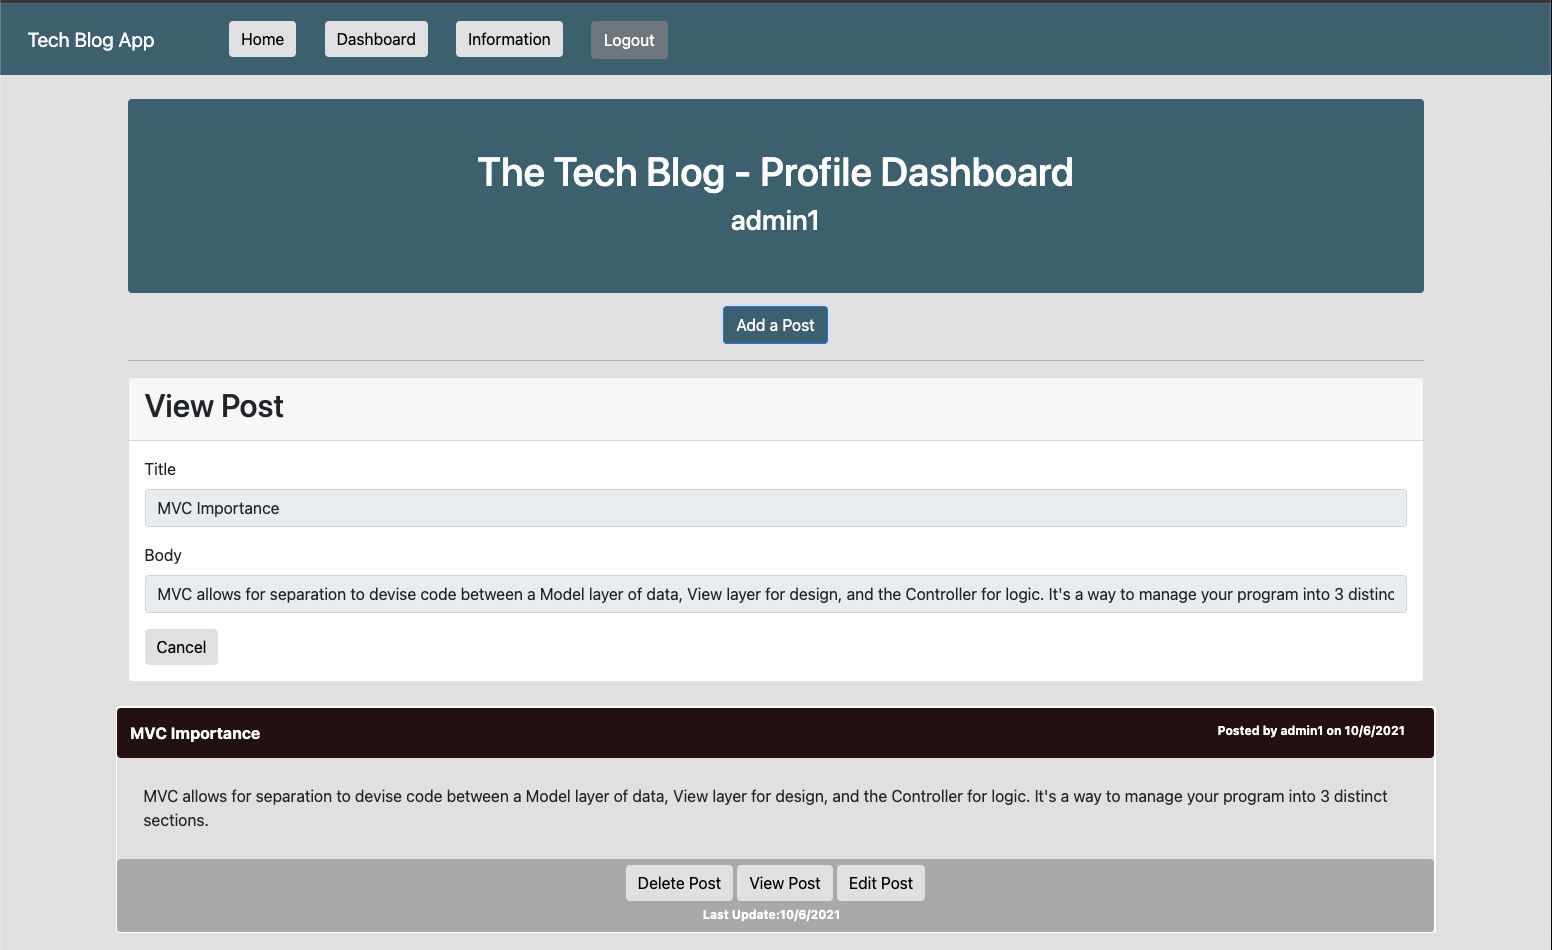 Tech Blog App Home Dashboard Information Logout
The Tech Blog - Profile Dashboard
admin1
Add a Post
View Post
Title
MVC Importance
Body
MVC allows for separation to devise code between a Model layer of data, View layer for design, and the Controller for logic. It's a way to manage your program into 3 distinc
Cancel
MVC Importance Posted by admin1 on 10/6/2021
MVC allows for separation to devise code between a Model layer of data, View layer for design, and the Controller for logic. It's a way to manage your program into 3 distinct
sections.
Delete Post View Post Edit Post
Last Update:10/6/2021